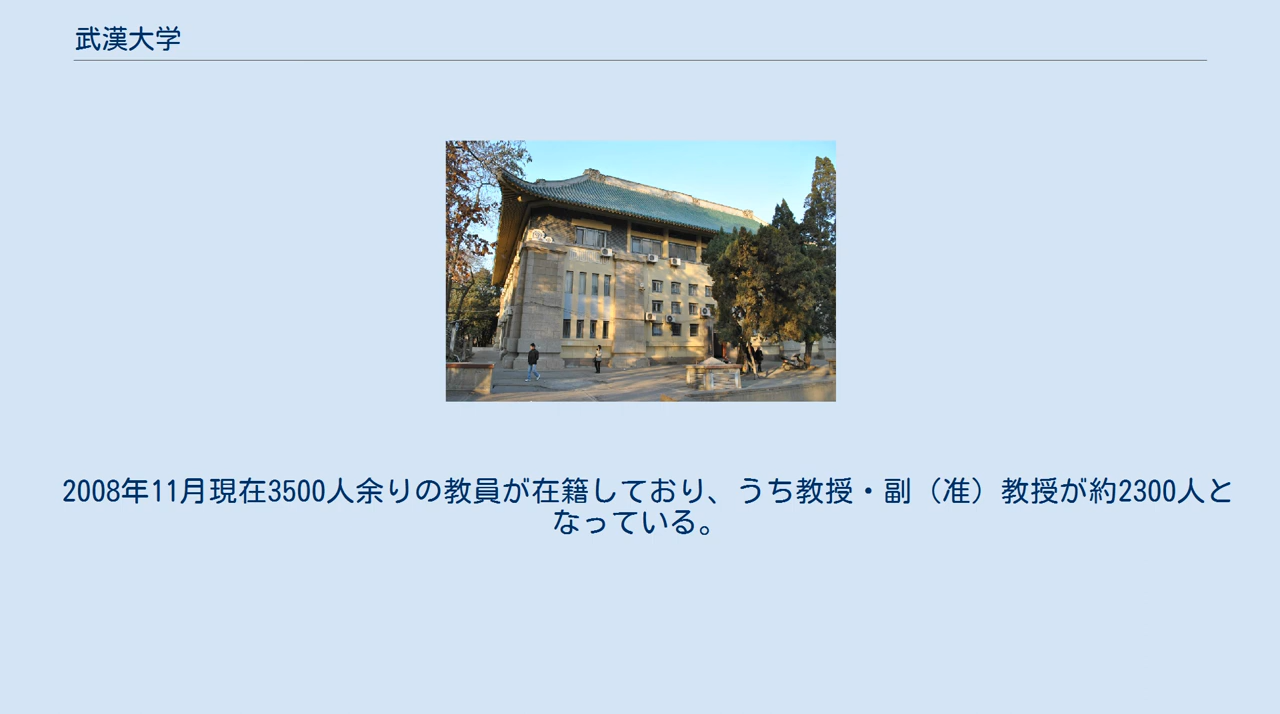 武漢大学
2008年11月現在3500人余りの教員が在籍しており、うち教授・副（准）教授が約2300人と
なっている。